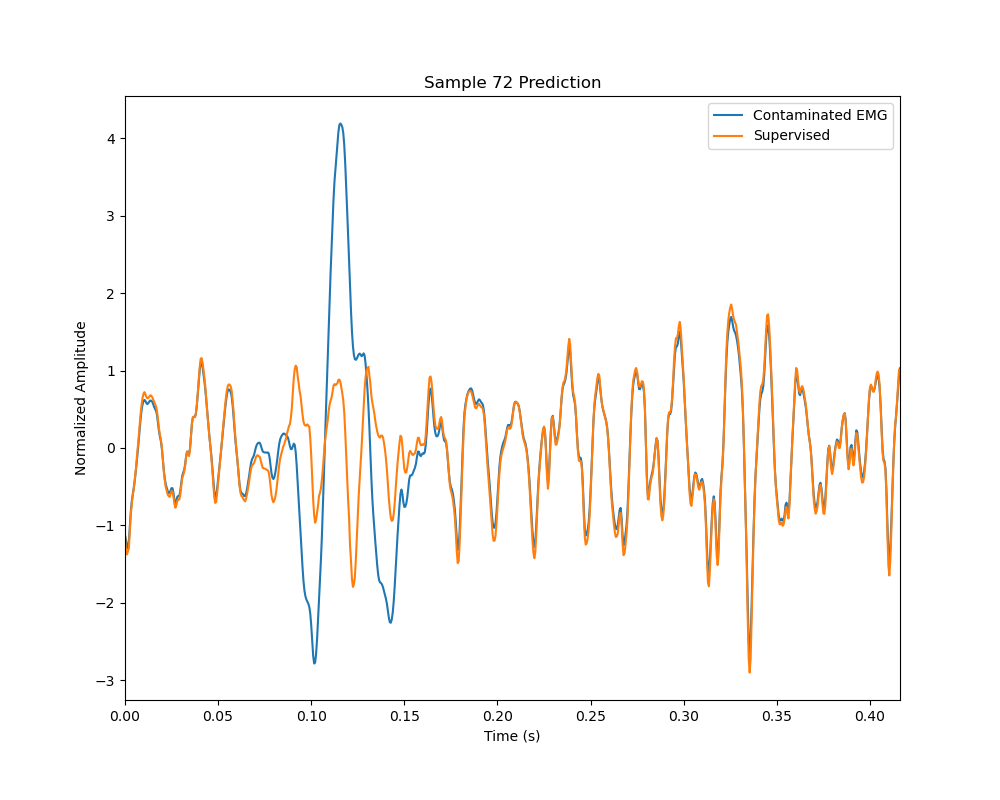 Sample 72 Prediction
Contaminated EMG
Supervised
Normalized Amplitude
4
3
2
1
0
−1
−2
−3
0.00 0.05 0.10 0.15 0.20 0.25 0.30 0.35 0.40
Time (s)